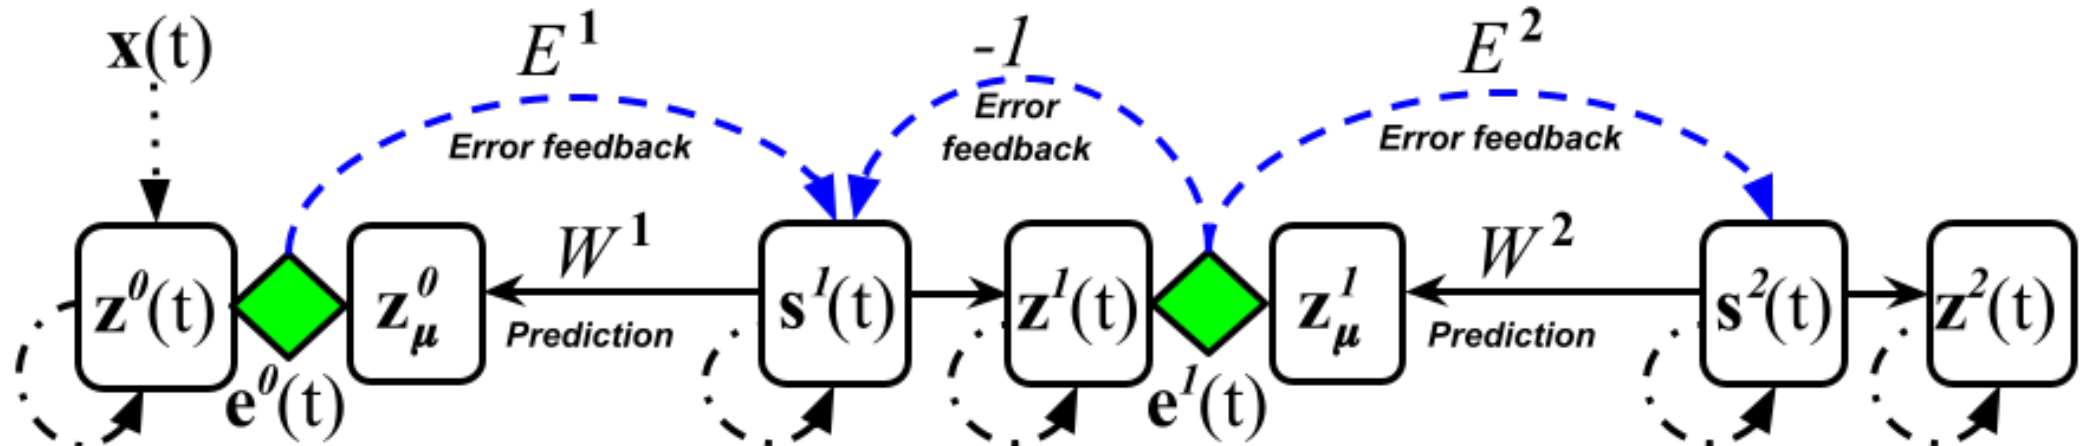 x(t)
E¹
-1
E²
Error feedback
Error
feedback
Error feedback
z⁰(t)
e⁰(t)
z⁰μ
W¹
Prediction
s¹(t)
z¹(t)
e¹(t)
z¹μ
W²
Prediction
s²(t)
z²(t)